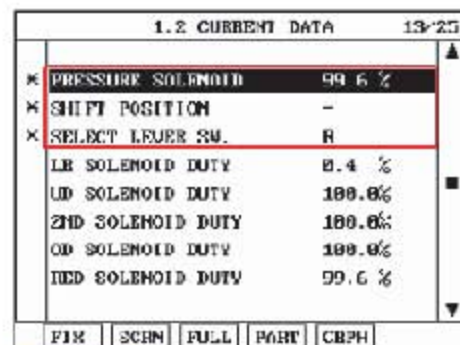 1.2 CURRENT DATA 13/25
* PRESSURE SOLENOID 99.6 %
* SHIFT POSITION -
* SELECT LEVER SW. R
LR SOLENOID DUTY 0.4 %
UD SOLENOID DUTY 100.0%
2ND SOLENOID DUTY 100.0%
OD SOLENOID DUTY 100.0%
RED SOLENOID DUTY 99.6 %
FIX SCRN FULL PART GRPH